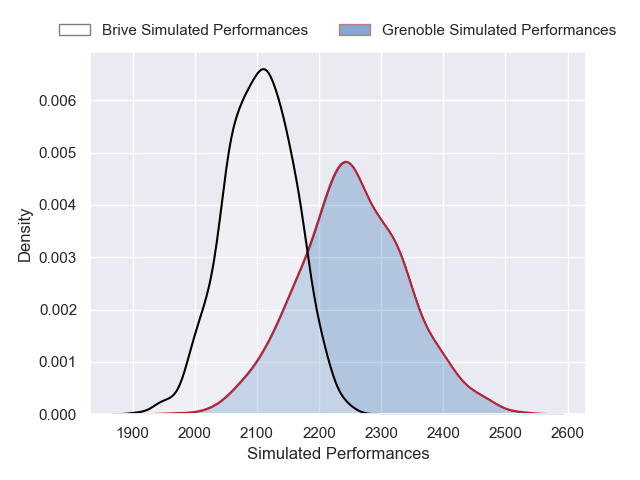 Brive Simulated Performances
Grenoble Simulated Performances
0.006
0.005
0.004
0.003
0.002
0.001
0.000
Density
1900 2000 2100 2200 2300 2400 2500 2600
Simulated Performances